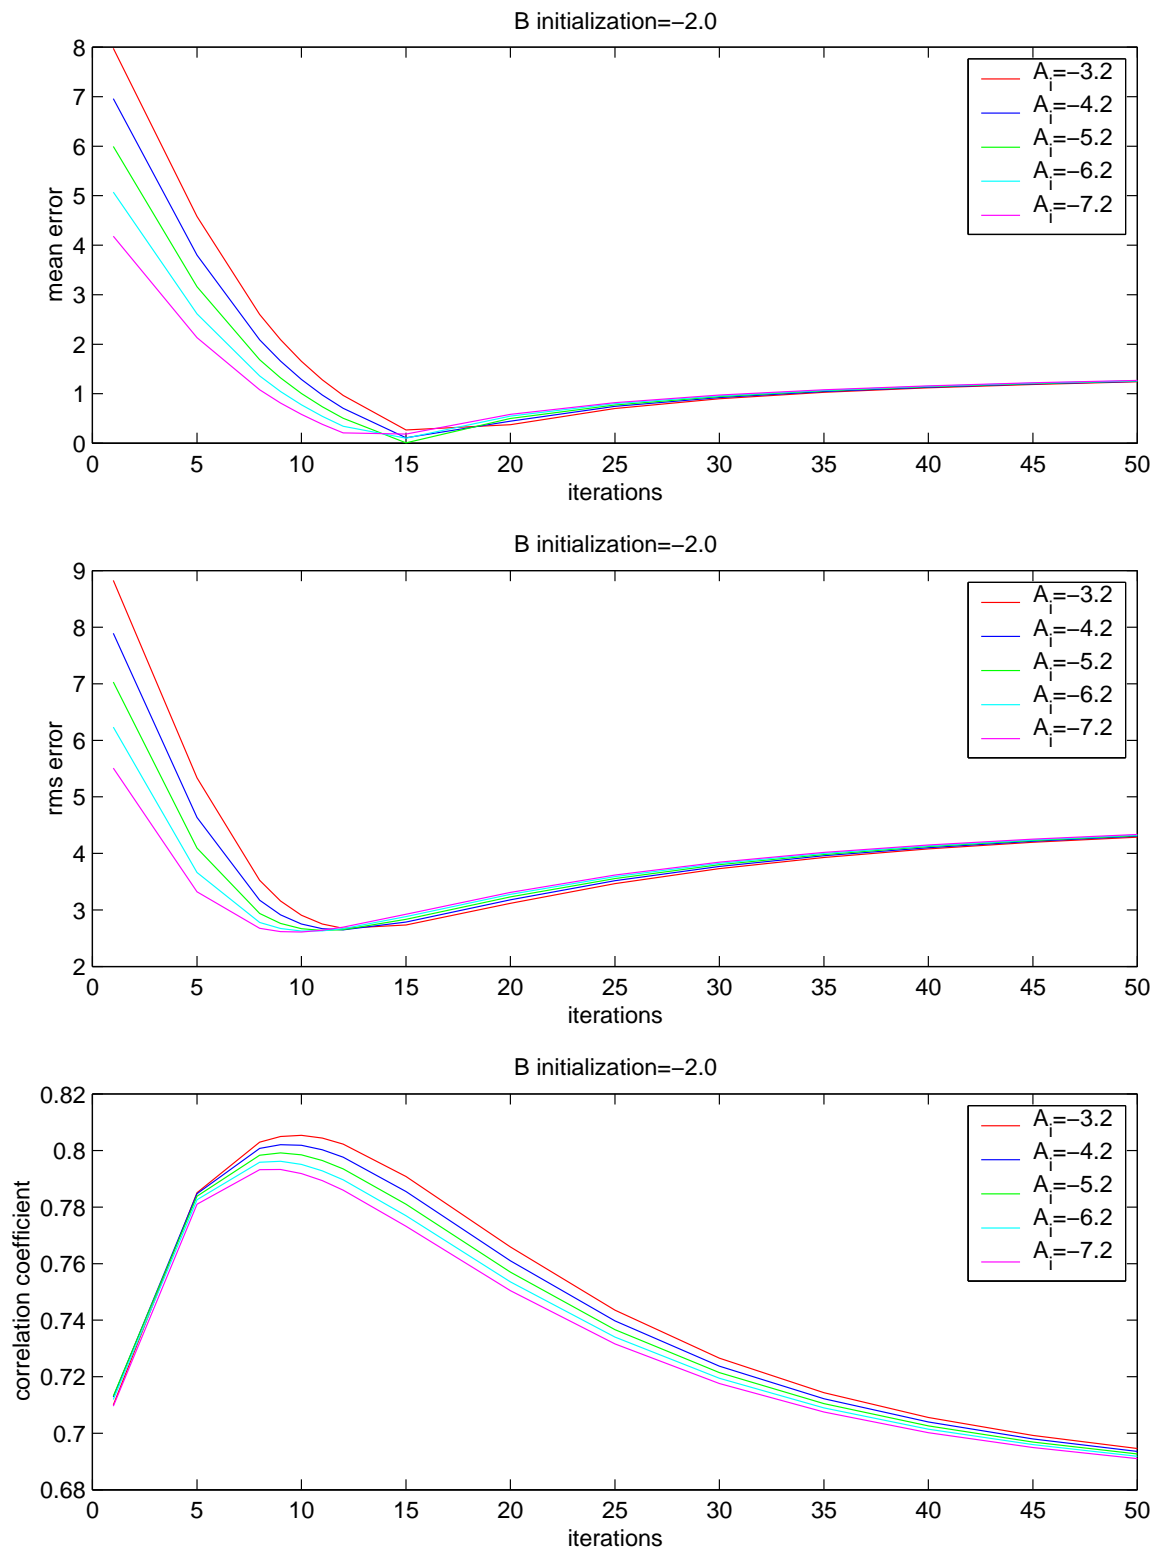 B initialization=−2.0
8
7
6
5
4
3
2
1
0
mean error
A_i=−3.2
A_i=−4.2
A_i=−5.2
A_i=−6.2
A_i=−7.2
0 5 10 15 20 25 30 35 40 45 50
iterations
B initialization=−2.0
9
8
7
6
5
4
3
2
rms error
A_i=−3.2
A_i=−4.2
A_i=−5.2
A_i=−6.2
A_i=−7.2
0 5 10 15 20 25 30 35 40 45 50
iterations
B initialization=−2.0
0.82
0.8
0.78
0.76
0.74
0.72
0.7
0.68
correlation coefficient
A_i=−3.2
A_i=−4.2
A_i=−5.2
A_i=−6.2
A_i=−7.2
0 5 10 15 20 25 30 35 40 45 50
iterations